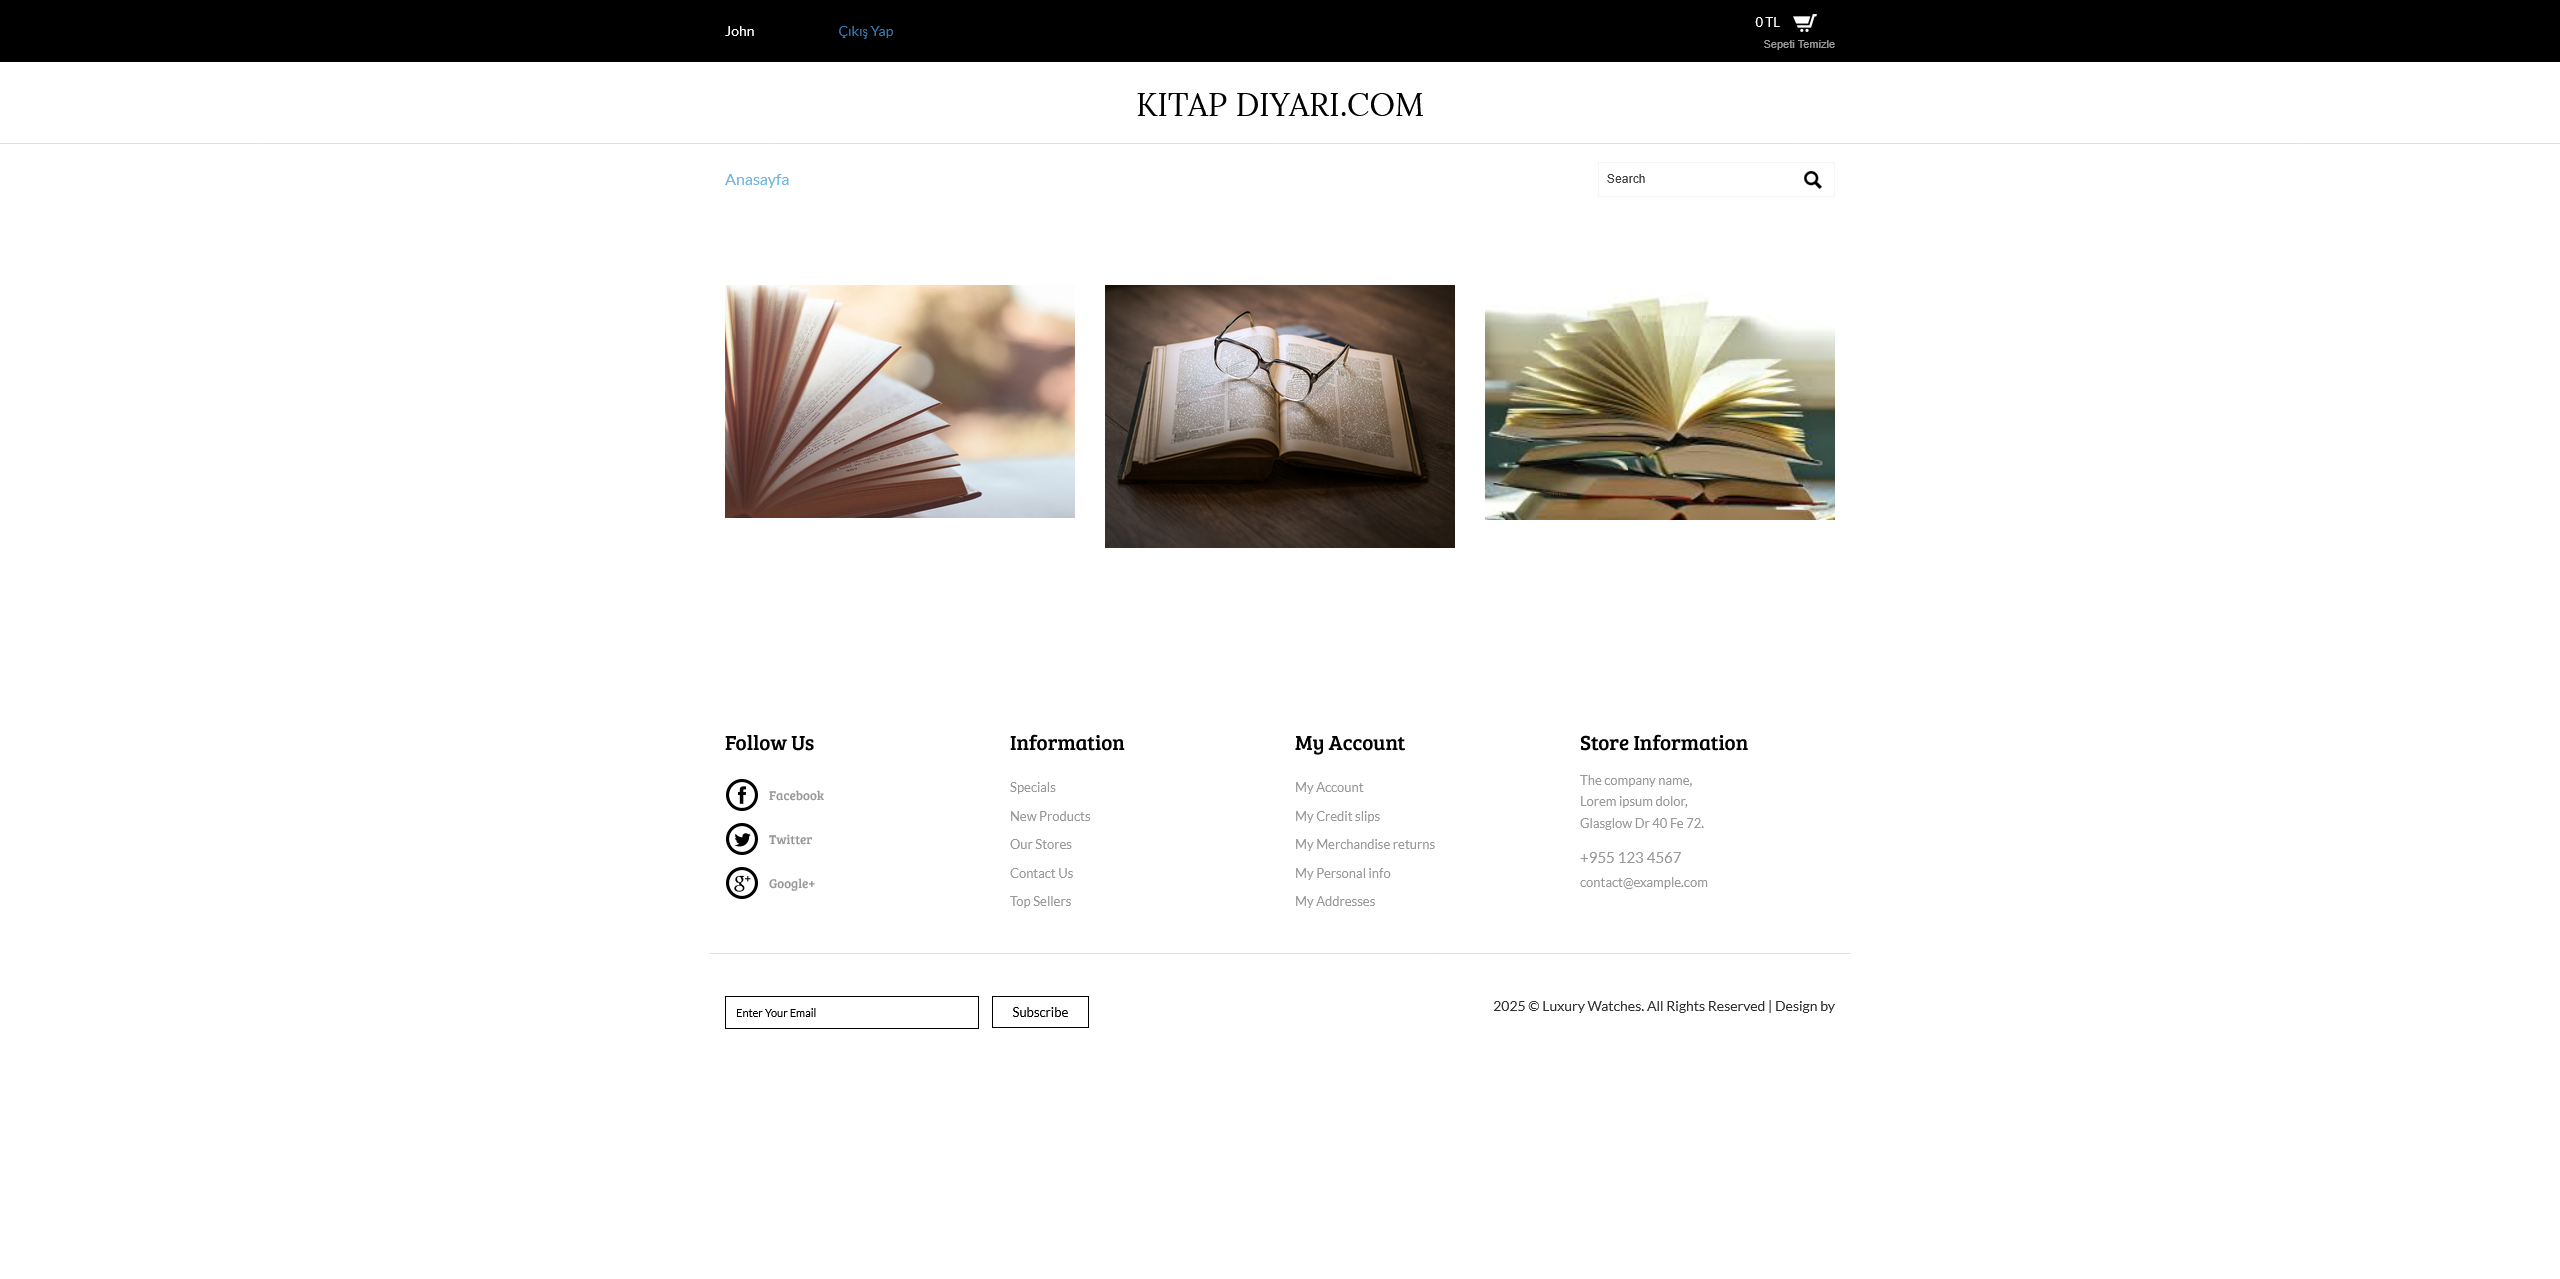 John
Çıkış Yap
0 TL
Sepeti Temizle
KITAP DIYARI.COM
Anasayfa
Search
Follow Us
Facebook
Twitter
Google+
Information
Specials
New Products
Our Stores
Contact Us
Top Sellers
My Account
My Account
My Credit slips
My Merchandise returns
My Personal info
My Addresses
Store Information
The company name,
Lorem ipsum dolor,
Glasglow Dr 40 Fe 72.
+955 123 4567
contact@example.com
Enter Your Email
Subscribe
2025 © Luxury Watches. All Rights Reserved | Design by